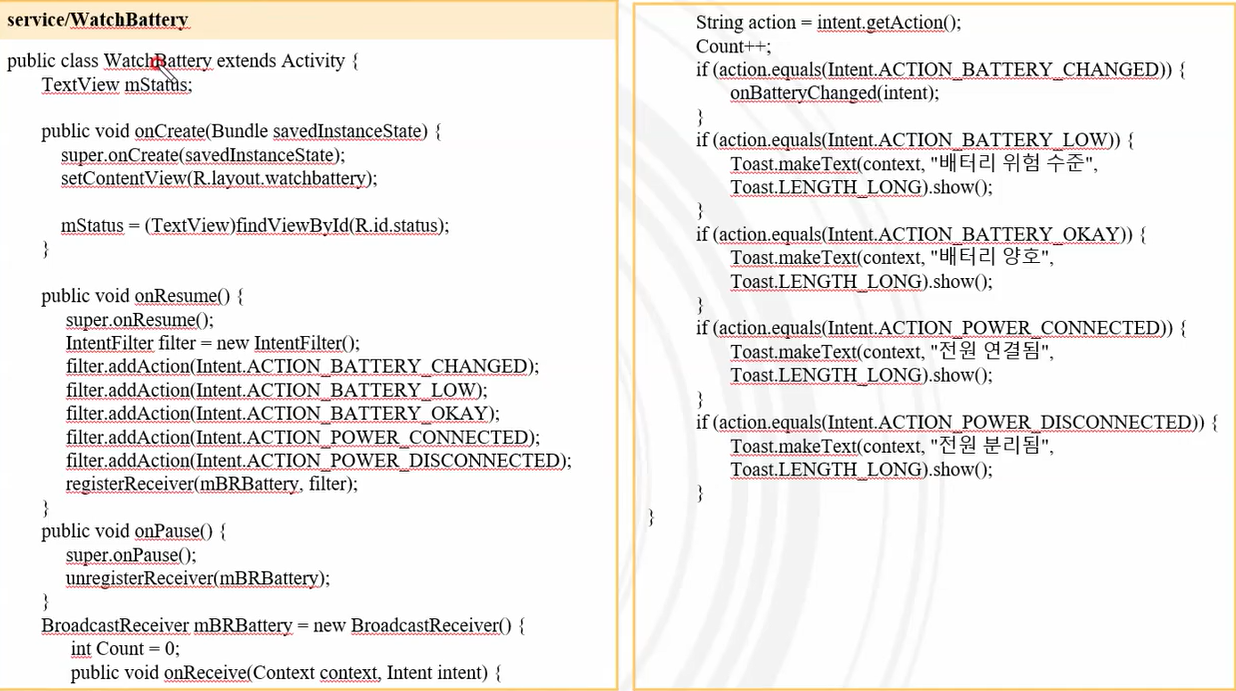 service/WatchBattery
public class WatchBattery extends Activity {
TextView mStatus;
public void onCreate(Bundle savedInstanceState) {
super.onCreate(savedInstanceState);
setContentView(R.layout.watchbattery);
mStatus = (TextView)findViewById(R.id.status);
}
public void onResume() {
super.onResume();
IntentFilter filter = new IntentFilter();
filter.addAction(Intent.ACTION_BATTERY_CHANGED);
filter.addAction(Intent.ACTION_BATTERY_LOW);
filter.addAction(Intent.ACTION_BATTERY_OKAY);
filter.addAction(Intent.ACTION_POWER_CONNECTED);
filter.addAction(Intent.ACTION_POWER_DISCONNECTED);
registerReceiver(mBRBattery, filter);
}
public void onPause() {
super.onPause();
unregisterReceiver(mBRBattery);
}
BroadcastReceiver mBRBattery = new BroadcastReceiver() {
int Count = 0;
public void onReceive(Context context, Intent intent) {
String action = intent.getAction();
Count++;
if (action.equals(Intent.ACTION_BATTERY_CHANGED)) {
onBatteryChanged(intent);
}
if (action.equals(Intent.ACTION_BATTERY_LOW)) {
Toast.makeText(context, "배터리 위험 수준",
Toast.LENGTH_LONG).show();
}
if (action.equals(Intent.ACTION_BATTERY_OKAY)) {
Toast.makeText(context, "배터리 양호",
Toast.LENGTH_LONG).show();
}
if (action.equals(Intent.ACTION_POWER_CONNECTED)) {
Toast.makeText(context, "전원 연결됨",
Toast.LENGTH_LONG).show();
}
if (action.equals(Intent.ACTION_POWER_DISCONNECTED)) {
Toast.makeText(context, "전원 분리됨",
Toast.LENGTH_LONG).show();
}
}